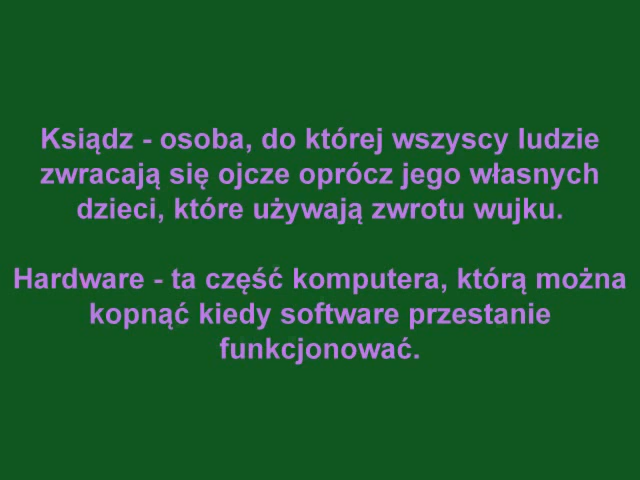 Ksiądz - osoba, do której wszyscy ludzie
zwracają się ojcze oprócz jego własnych
dzieci, które używają zwrotu wujku.
Hardware - ta część komputera, którą można
kopnąć kiedy software przestanie
funkcjonować.